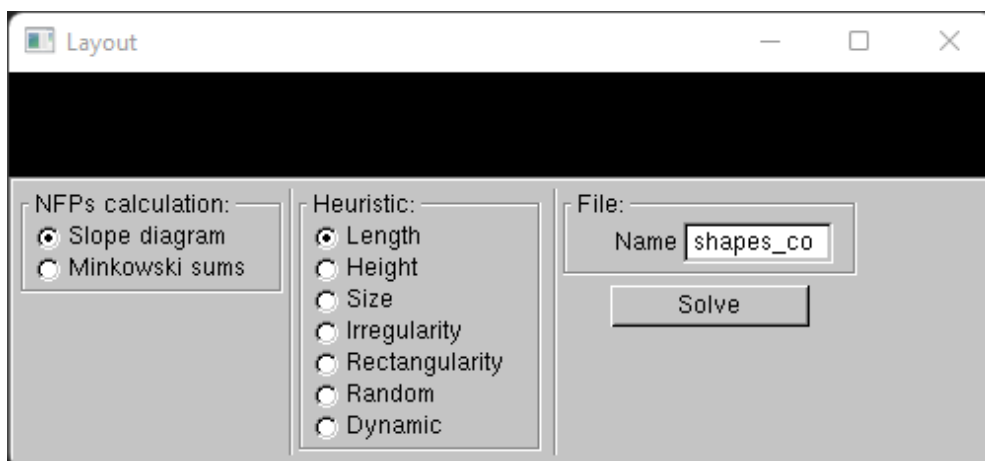 Layout
NFPs calculation:
Slope diagram
Minkowski sums
Heuristic:
Length
Height
Size
Irregularity
Rectangularity
Random
Dynamic
File:
Name shapes_co
Solve